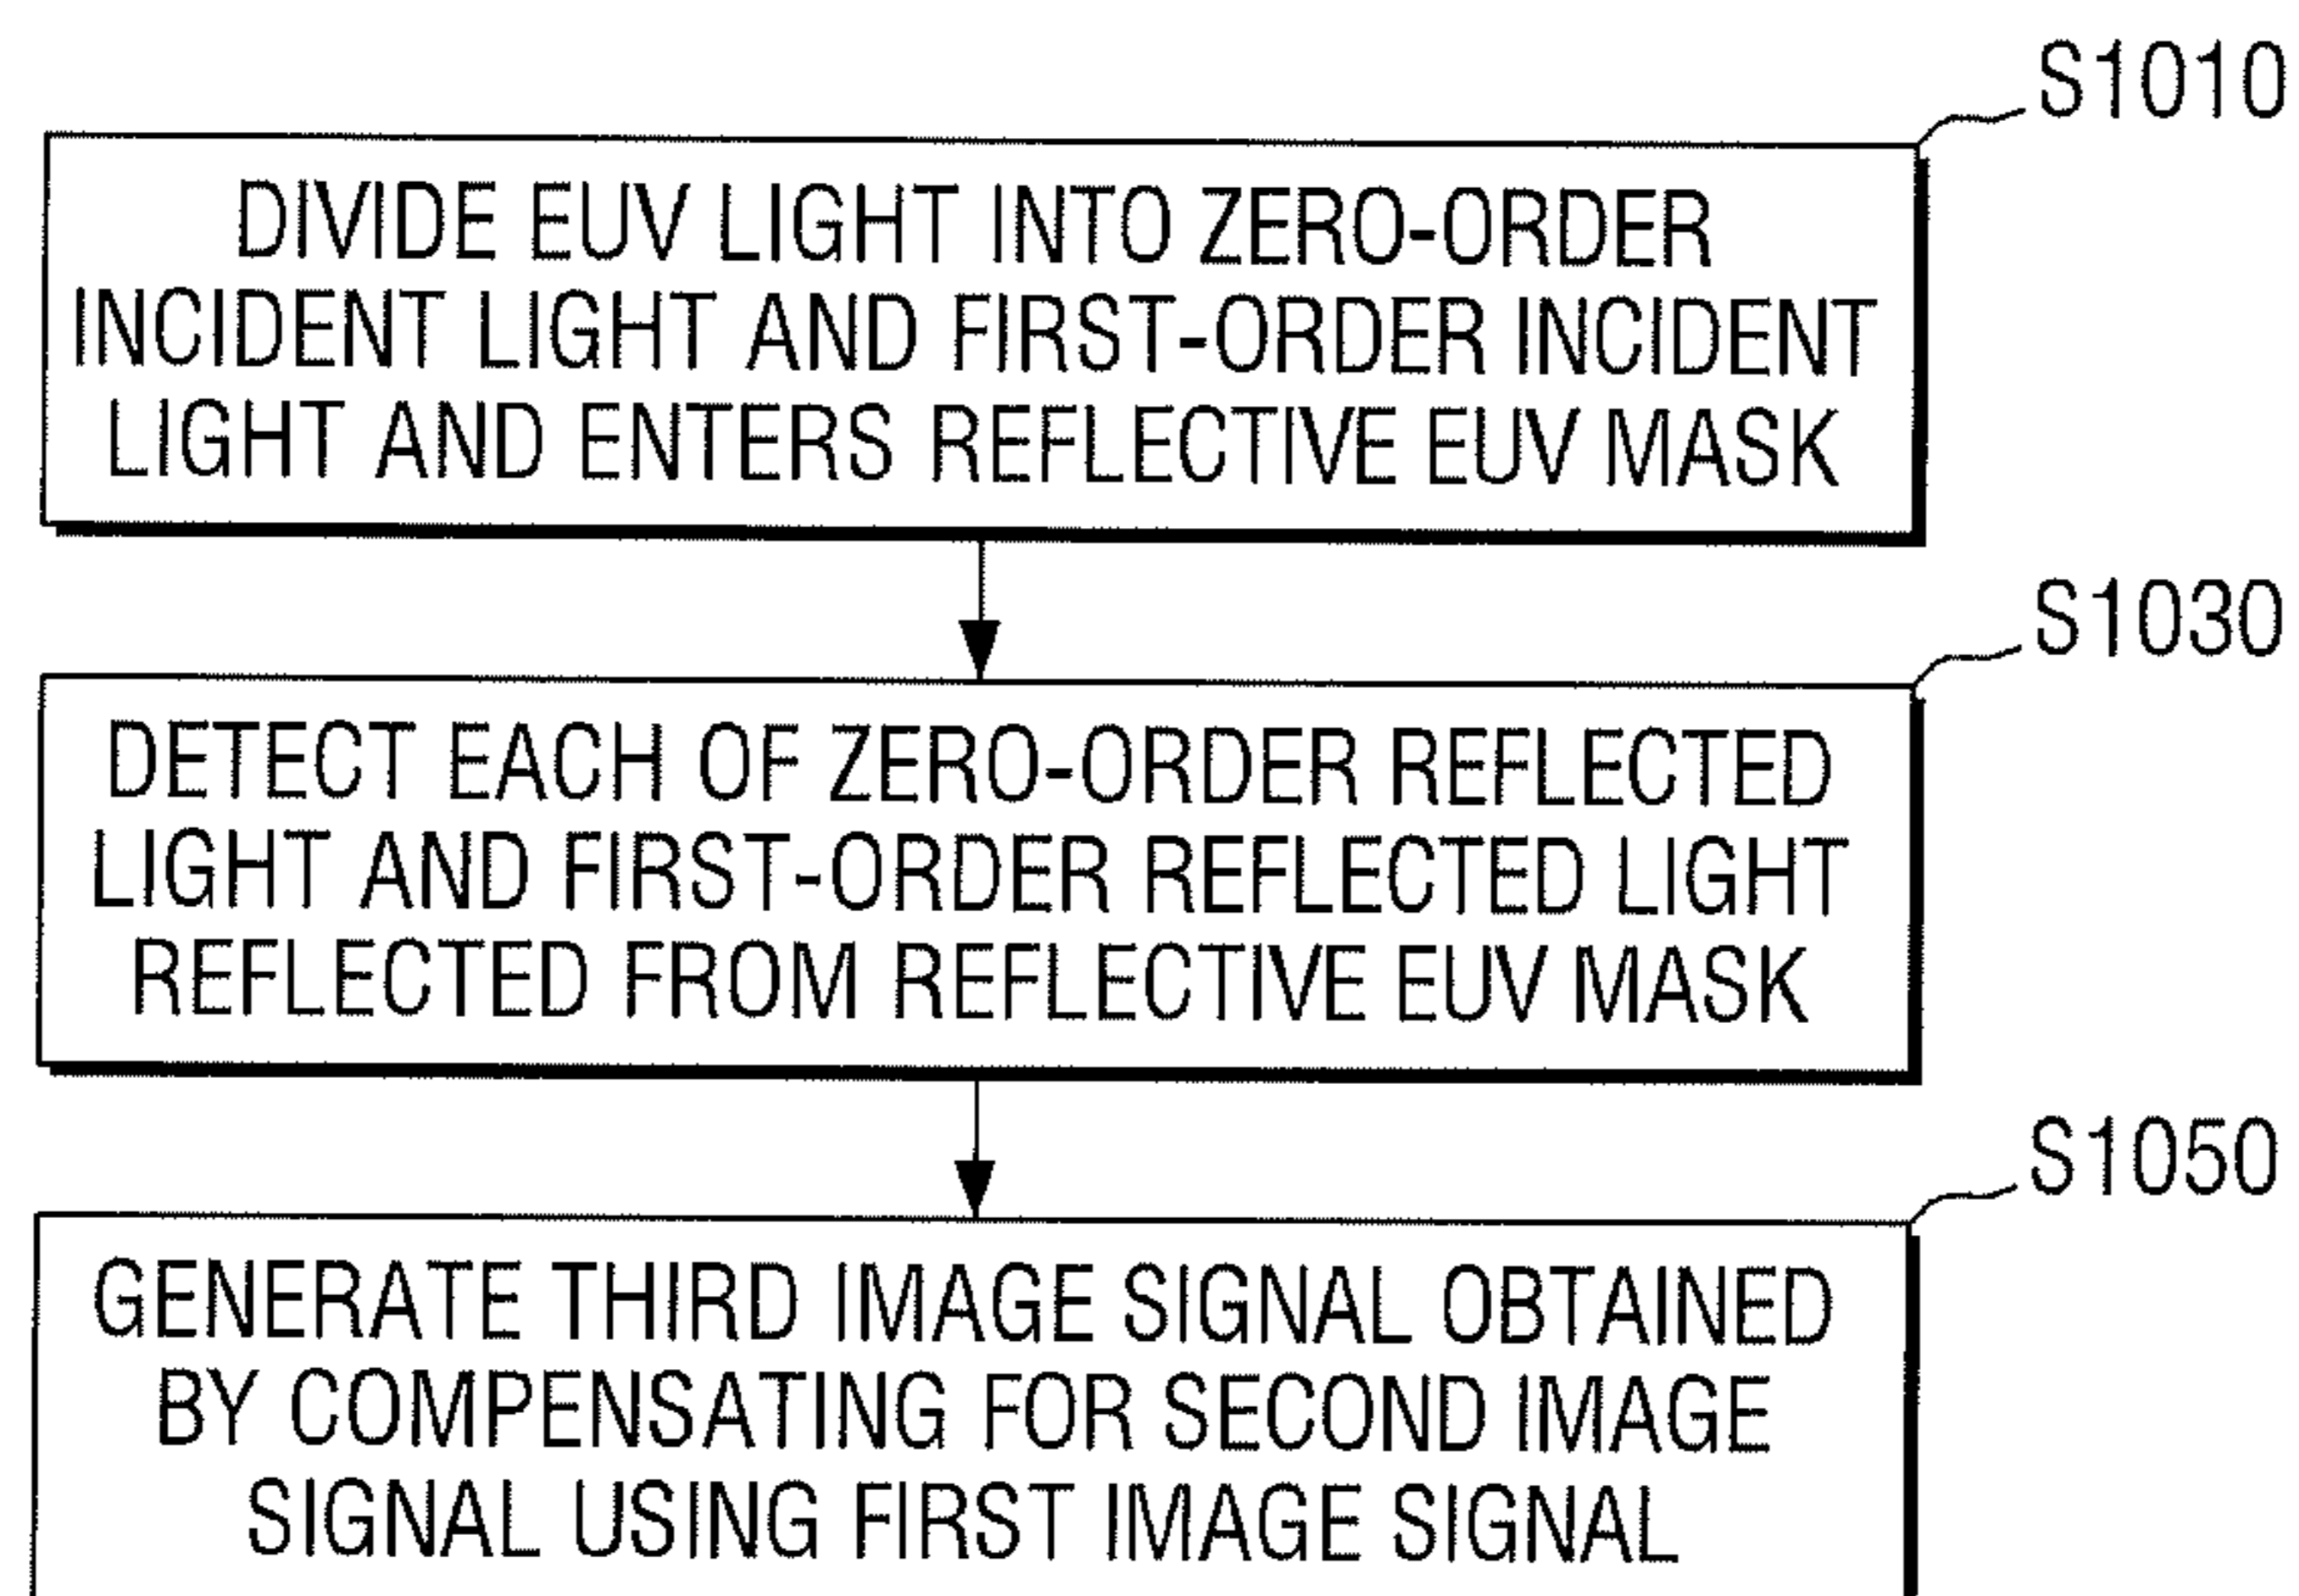 S1010
DIVIDE EUV LIGHT INTO ZERO-ORDER
INCIDENT LIGHT AND FIRST-ORDER INCIDENT
LIGHT AND ENTERS REFLECTIVE EUV MASK
S1030
DETECT EACH OF ZERO-ORDER REFLECTED
LIGHT AND FIRST-ORDER REFLECTED LIGHT
REFLECTED FROM REFLECTIVE EUV MASK
S1050
GENERATE THIRD IMAGE SIGNAL OBTAINED
BY COMPENSATING FOR SECOND IMAGE
SIGNAL USING FIRST IMAGE SIGNAL